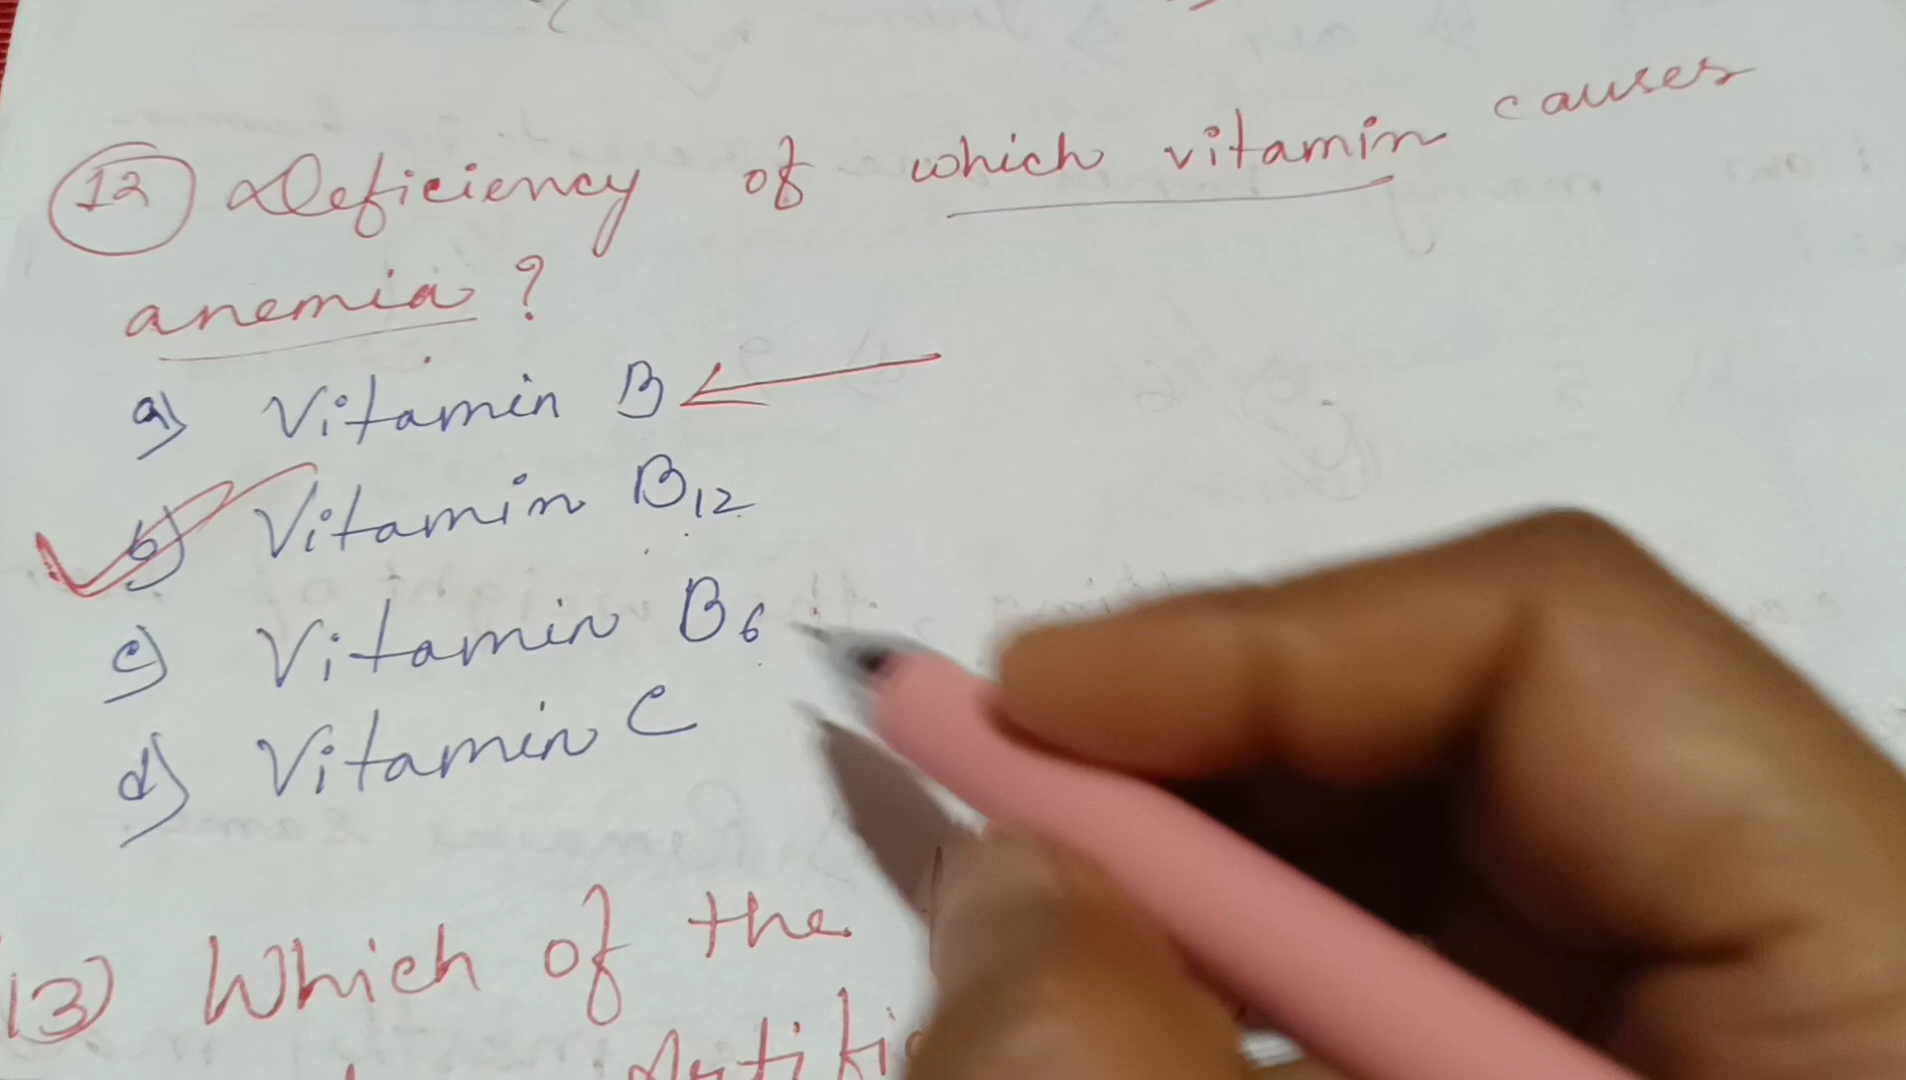 12 Deficiency of which vitamin causes
anemia ?
a) Vitamin B
b) Vitamin B12
c) Vitamin B6
d) Vitamin C
13) Which of the